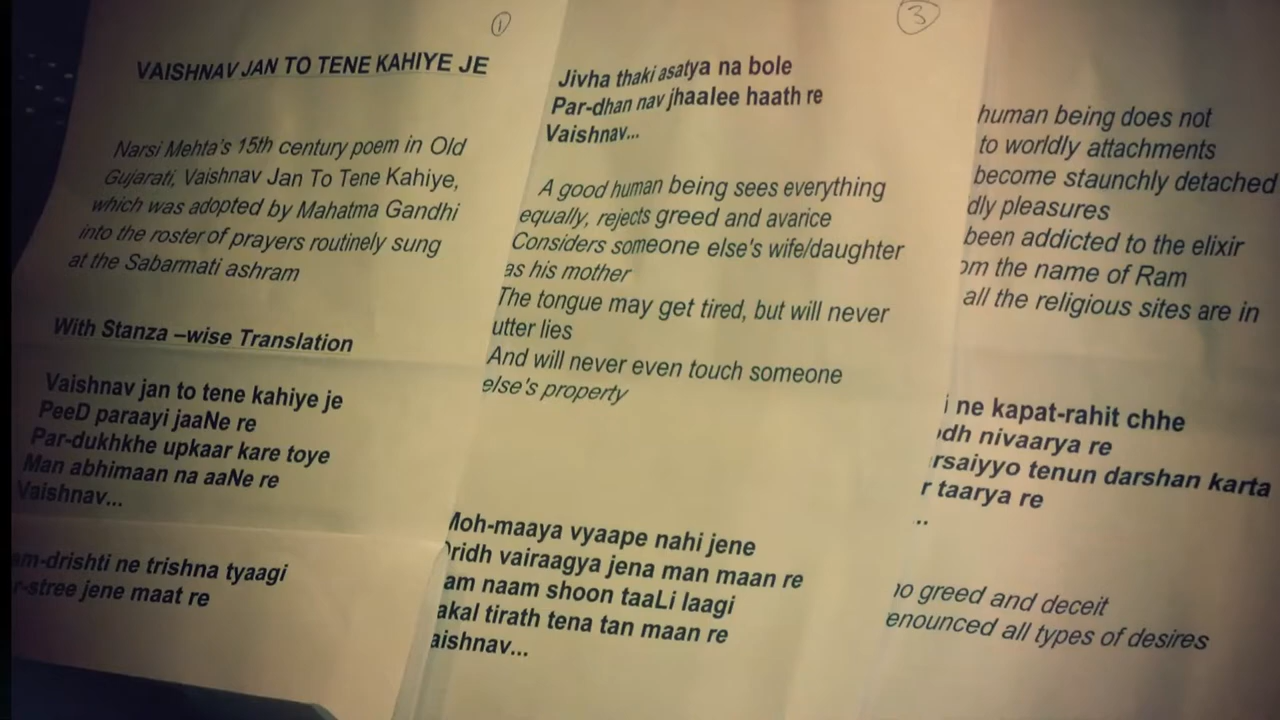 1
VAISHNAV JAN TO TENE KAHIYE JE
Narsi Mehta's 15th century poem in Old
Gujarati, Vaishnav Jan To Tene Kahiye,
which was adopted by Mahatma Gandhi
into the roster of prayers routinely sung
at the Sabarmati ashram
With Stanza –wise Translation
Vaishnav jan to tene kahiye je
PeeD paraayi jaaNe re
Par-dukhkhe upkaar kare toye
Man abhimaan na aaNe re
Vaishnav...
am-drishti ne trishna tyaagi
r-stree jene maat re
3
Jivha thaki asatya na bole
Par-dhan nav jhaalee haath re
Vaishnav...
A good human being sees everything
equally, rejects greed and avarice
Considers someone else's wife/daughter
as his mother
The tongue may get tired, but will never
utter lies
And will never even touch someone
else's property
Moh-maaya vyaape nahi jene
Dridh vairaagya jena man maan re
am naam shoon taaLi laagi
akal tirath tena tan maan re
aishnav...
human being does not
to worldly attachments
become staunchly detached
dly pleasures
been addicted to the elixir
om the name of Ram
all the religious sites are in
i ne kapat-rahit chhe
odh nivaarya re
rsaiyyo tenun darshan karta
r taarya re
..
no greed and deceit
enounced all types of desires